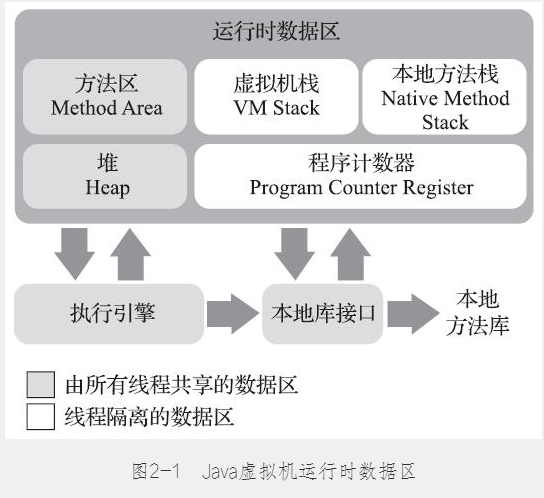 运行时数据区
方法区
Method Area
虚拟机栈
VM Stack
本地方法栈
Native Method
Stack
堆
Heap
程序计数器
Program Counter Register
执行引擎
本地库接口
本地
方法库
由所有线程共享的数据区
线程隔离的数据区
图2-1 Java虚拟机运行时数据区